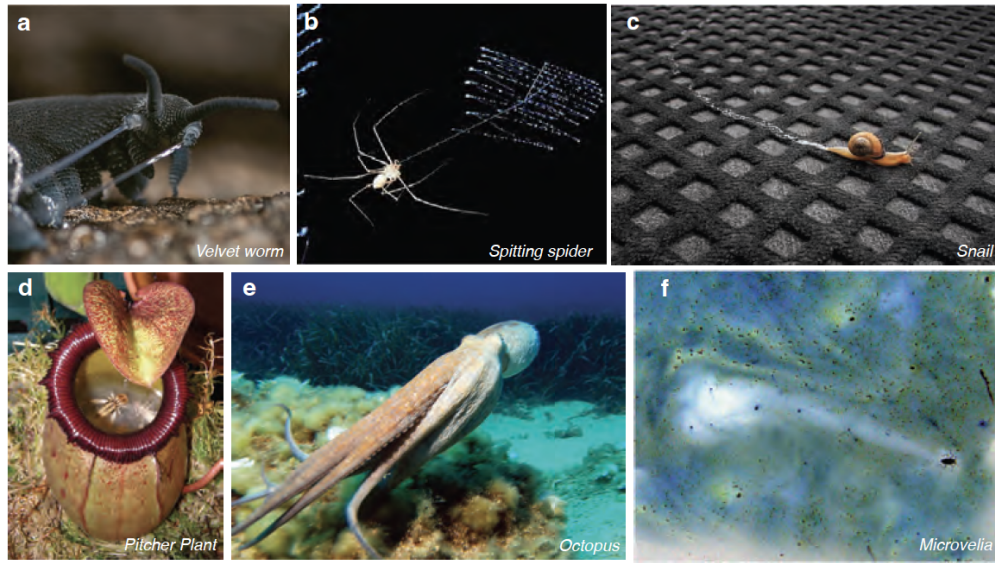 a
Velvet worm
b
Spitting spider
c
Snail
d
Pitcher Plant
e
Octopus
f
Microvelia